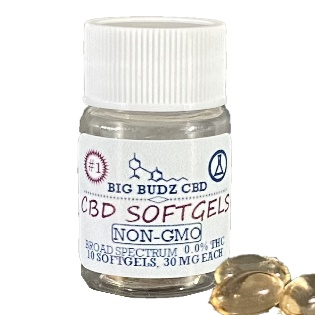 #1
BIG BUDZ CBD
CBD SOFTGELS
NON-GMO
BROAD SPECTRUM 0.0% THC
10 SOFTGELS, 30 MG EACH